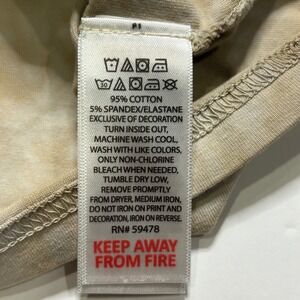 95% COTTON
5% SPANDEX/ELASTANE
EXCLUSIVE OF DECORATION
TURN INSIDE OUT,
MACHINE WASH COOL,
WASH WITH LIKE COLORS,
ONLY NON-CHLORINE
BLEACH WHEN NEEDED,
TUMBLE DRY LOW,
REMOVE PROMPTLY
FROM DRYER, MEDIUM IRON,
DO NOT IRON ON PRINT AND
DECORATION, IRON ON REVERSE.
RN# 59478
KEEP AWAY
FROM FIRE